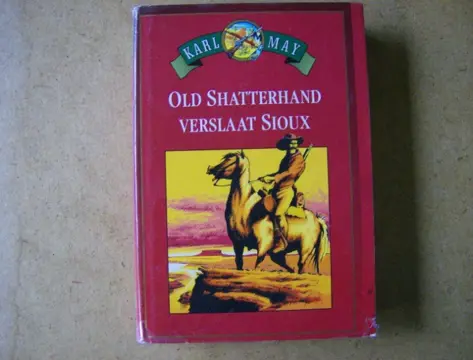 KARL MAY
OLD SHATTERHAND
VERSLAAT SIOUX